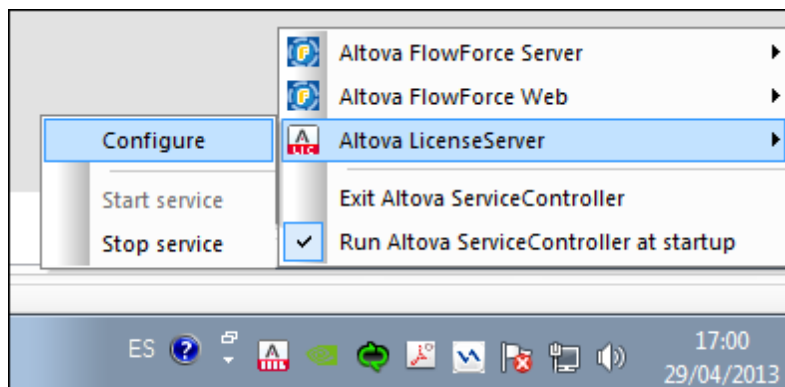 Altova FlowForce Server
Altova FlowForce Web
Configure
Altova LicenseServer
Start service
Exit Altova ServiceController
Stop service
Run Altova ServiceController at startup
ES
17:00
29/04/2013